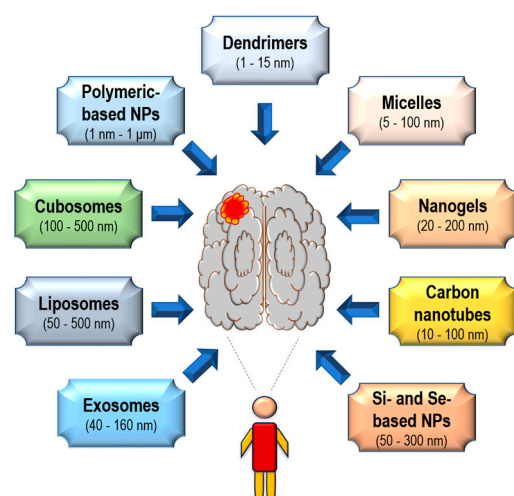 Dendrimers
(1 - 15 nm)
Polymeric-
based NPs
(1 nm - 1 µm)
Micelles
(5 - 100 nm)
Cubosomes
(100 - 500 nm)
Nanogels
(20 - 200 nm)
Liposomes
(50 - 500 nm)
Carbon
nanotubes
(10 - 100 nm)
Exosomes
(40 - 160 nm)
Si- and Se-
based NPs
(50 - 300 nm)